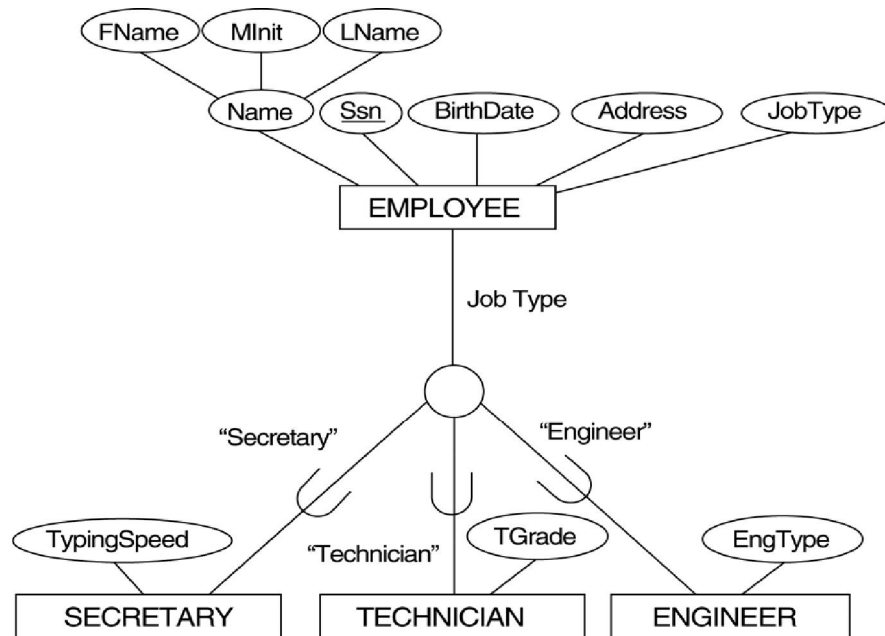 FName MInit LName
Name Ssn BirthDate Address JobType
EMPLOYEE
Job Type
“Secretary” “Engineer”
TypingSpeed “Technician” TGrade EngType
SECRETARY TECHNICIAN ENGINEER